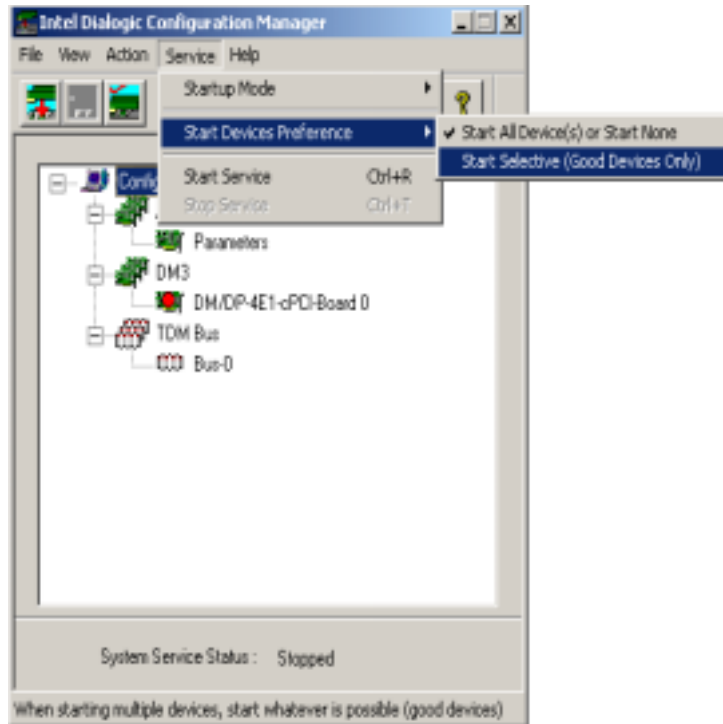 Intel Dialogic Configuration Manager
File View Action Service Help
Startup Mode
Start Devices Preference
Start All Device(s) or Start None
Start Selective (Good Devices Only)
Start Service Ctrl+R
Stop Service Ctrl+T
Parameters
DM3
DM/DP-4E1-cPCI-Board 0
TDM Bus
Bus-0
System Service Status : Stopped
When starting multiple devices, start whatever is possible (good devices)